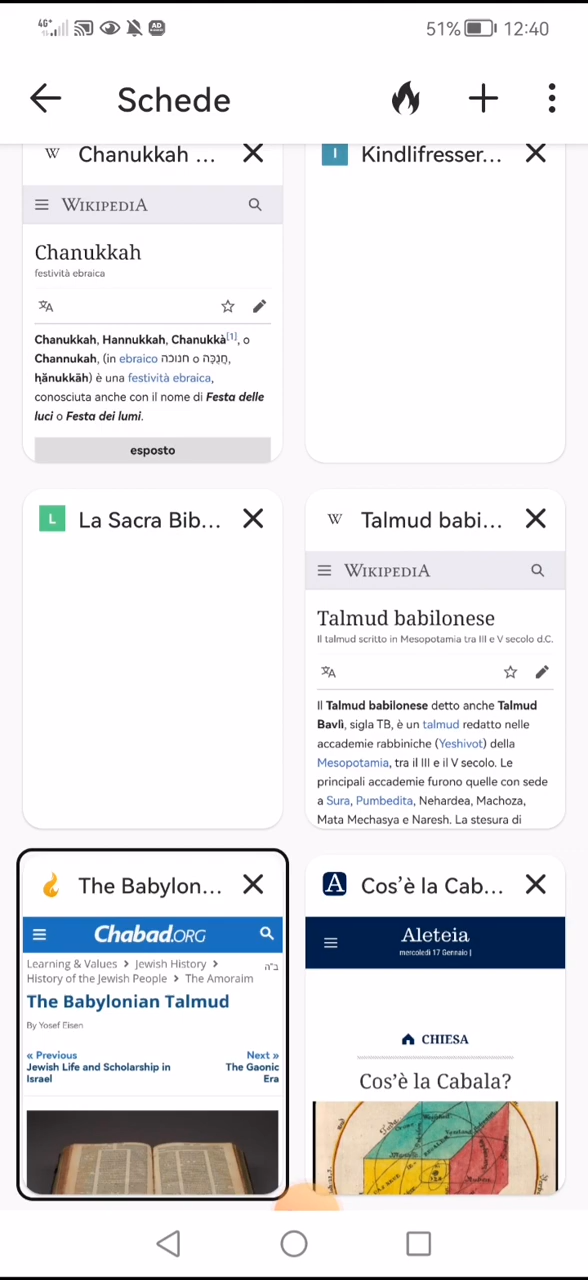 4G+
AD
51%
12:40
Schede
W Chanukkah ...
I Kindlifresser...
WIKIPEDIA
Chanukkah
festività ebraica
Chanukkah, Hannukkah, Chanukkà[1], o
Channukah, (in ebraico חנוכה o חֲנֻכָּה,
ḥănukkāh) è una festività ebraica,
conosciuta anche con il nome di Festa delle
luci o Festa dei lumi.
esposto
L La Sacra Bib...
W Talmud babi...
WIKIPEDIA
Talmud babilonese
Il talmud scritto in Mesopotamia tra III e V secolo d.C.
Il Talmud babilonese detto anche Talmud
Bavlì, sigla TB, è un talmud redatto nelle
accademie rabbiniche (Yeshivot) della
Mesopotamia, tra il III e il V secolo. Le
principali accademie furono quelle con sede
a Sura, Pumbedita, Nehardea, Machoza,
Mata Mechasya e Naresh. La stesura di
The Babylon...
A Cos'è la Cab...
Chabad.ORG
Learning & Values > Jewish History >
ב"ה
History of the Jewish People > The Amoraim
The Babylonian Talmud
By Yosef Eisen
« Previous
Jewish Life and Scholarship in
Israel
Next »
The Gaonic
Era
Aleteia
mercoledì 17 Gennaio |
CHIESA
Cos'è la Cabala?